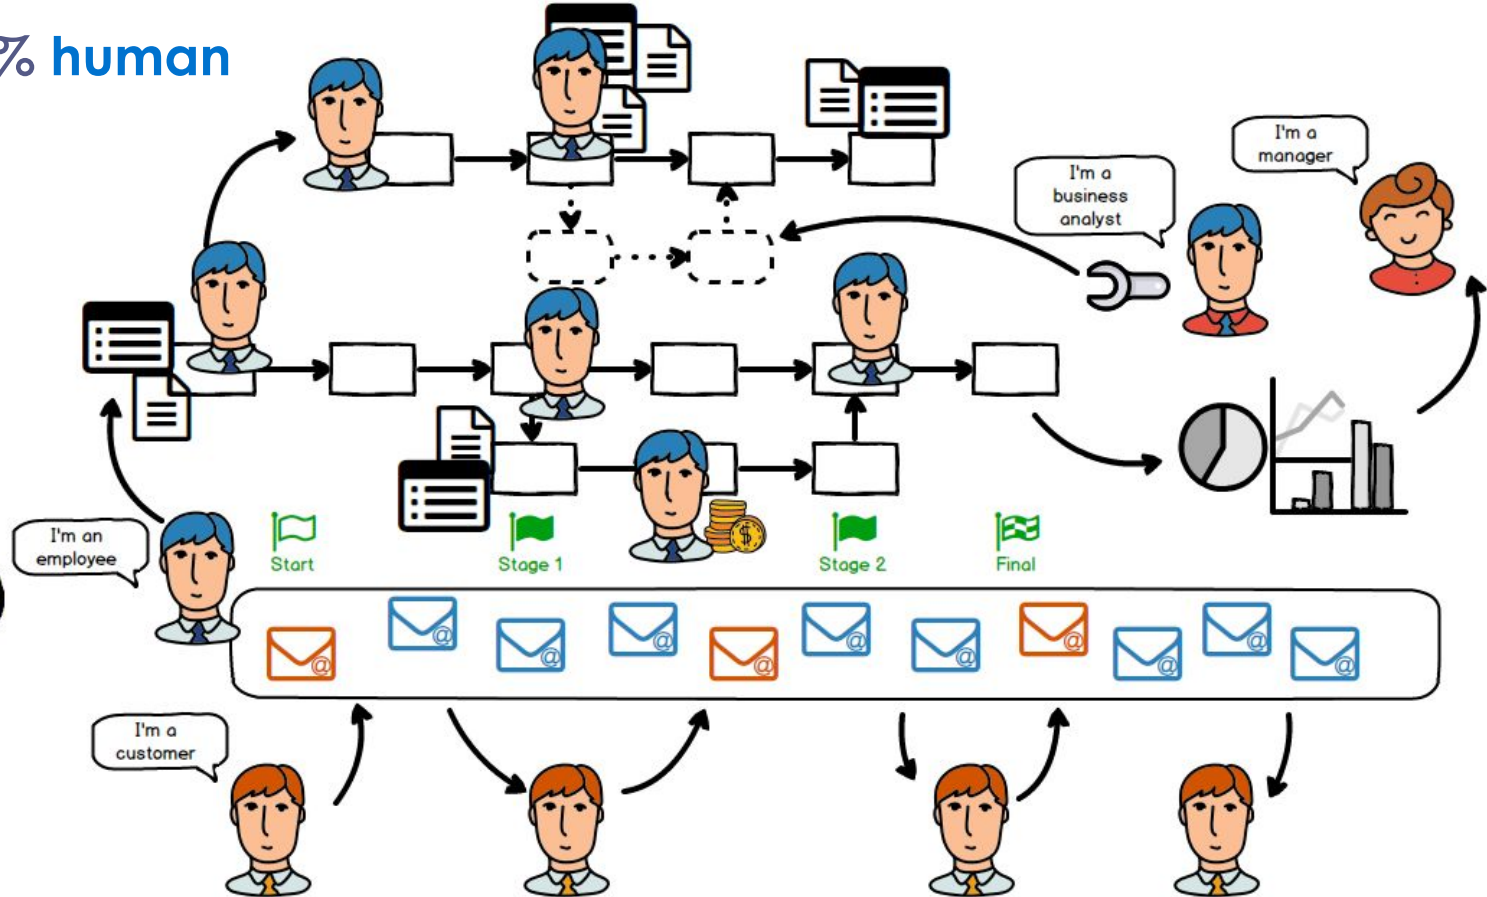 % human
I'm a
manager
I'm a
business
analyst
I'm an
employee
Start
Stage 1
Stage 2
Final
I'm a
customer